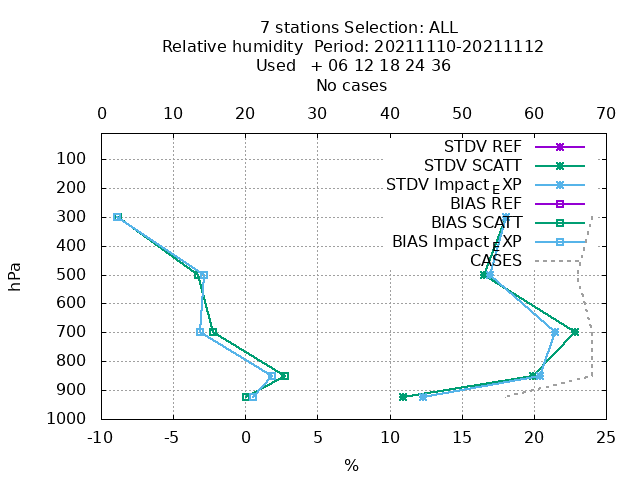 7 stations Selection: ALL
Relative humidity  Period: 20211110-20211112
Used   + 06 12 18 24 36
No cases
0 10 20 30 40 50 60 70
STDV REF
STDV SCATT
STDV Impact_EXP
BIAS REF
BIAS SCATT
BIAS Impact_EXP
CASES
100
200
300
400
500
600
700
800
900
1000
hPa
-10 -5 0 5 10 15 20 25
%